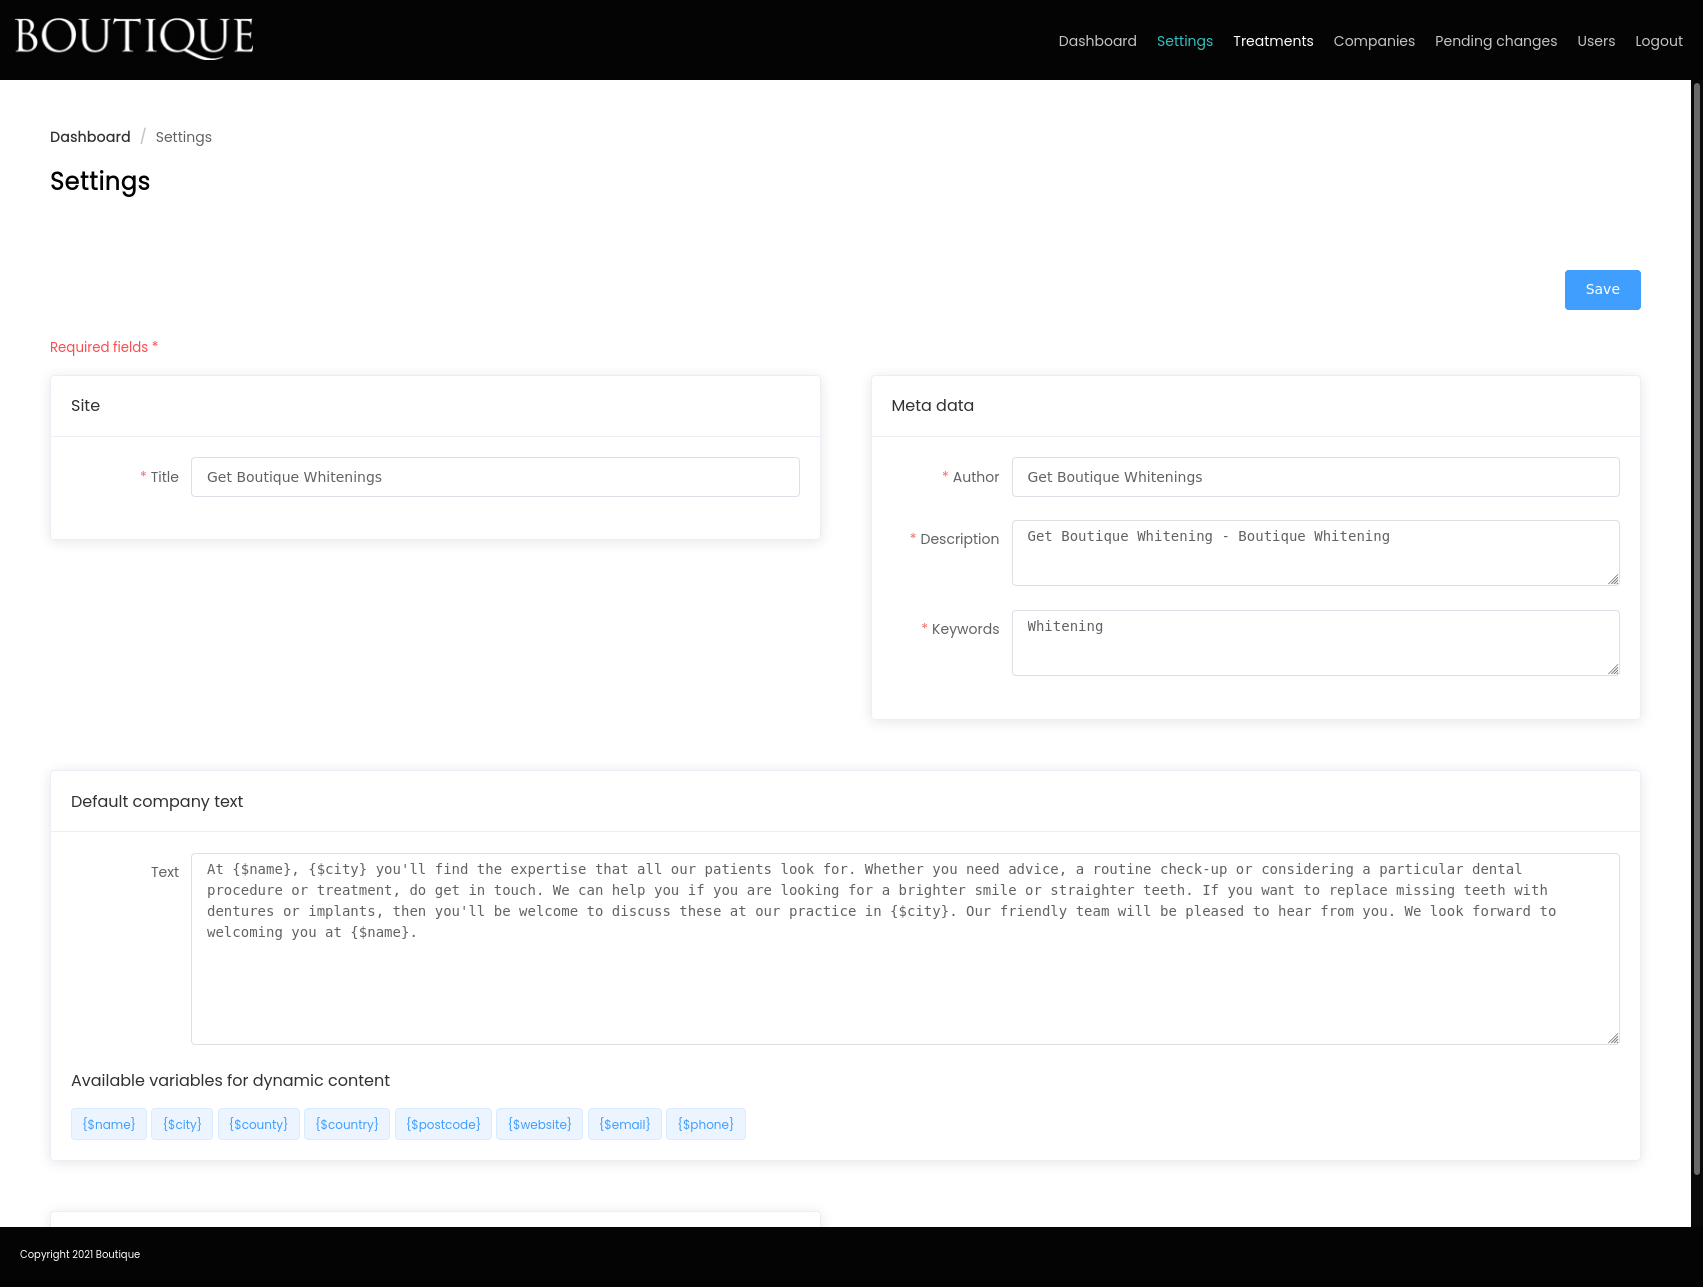 BOUTIQUE
Dashboard Settings Treatments Companies Pending changes Users Logout
Dashboard / Settings
Settings
Save
Required fields *
Site
* Title Get Boutique Whitenings
Meta data
* Author Get Boutique Whitenings
* Description Get Boutique Whitening - Boutique Whitening
* Keywords Whitening
Default company text
Text
At {$name}, {$city} you'll find the expertise that all our patients look for. Whether you need advice, a routine check-up or considering a particular dental
procedure or treatment, do get in touch. We can help you if you are looking for a brighter smile or straighter teeth. If you want to replace missing teeth with
dentures or implants, then you'll be welcome to discuss these at our practice in {$city}. Our friendly team will be pleased to hear from you. We look forward to
welcoming you at {$name}.
Available variables for dynamic content
{$name} {$city} {$county} {$country} {$postcode} {$website} {$email} {$phone}
Copyright 2021 Boutique